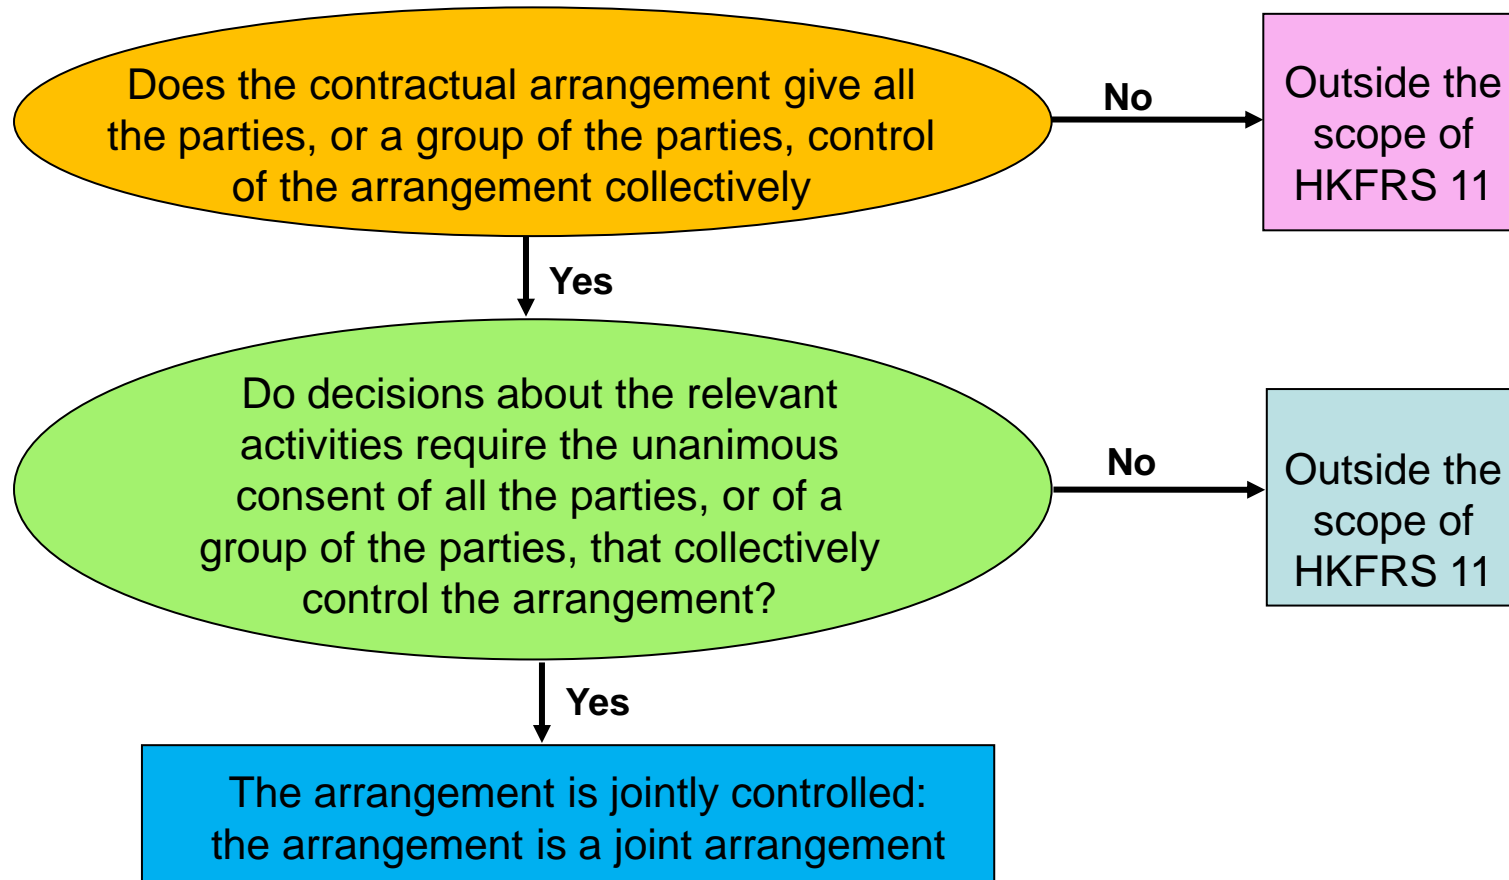 Does the contractual arrangement give all
the parties, or a group of the parties, control
of the arrangement collectively
No
Outside the
scope of
HKFRS 11
Yes
Do decisions about the relevant
activities require the unanimous
consent of all the parties, or of a
group of the parties, that collectively
control the arrangement?
No
Outside the
scope of
HKFRS 11
Yes
The arrangement is jointly controlled:
the arrangement is a joint arrangement